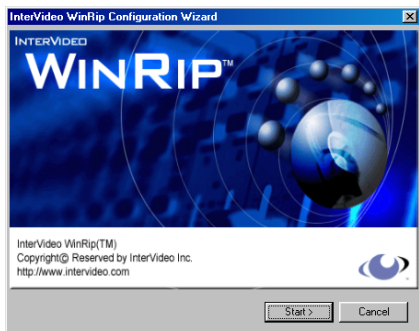 InterVideo WinRip Configuration Wizard
INTERVIDEO
WINRIP™
InterVideo WinRip(TM)
Copyright© Reserved by InterVideo Inc.
http://www.intervideo.com
Start >
Cancel